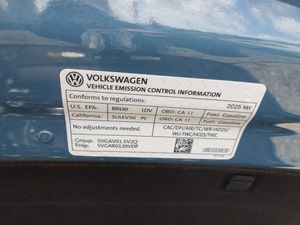 VOLKSWAGEN
VEHICLE EMISSION CONTROL INFORMATION
Conforms to regulations: 2025 MY
U.S. EPA: BIN30 LDV OBD: CA II Fuel: Gasoline
California: SULEV30 PC OBD: CA II Fuel: Gasoline
No adjustments needed. CAC/DFI/AIR/TC/WR-HO2S/
WU-TWC/HO2S/TWC
Group: SVGAV01.5V2Q
Evap: SVGAR0139VDP